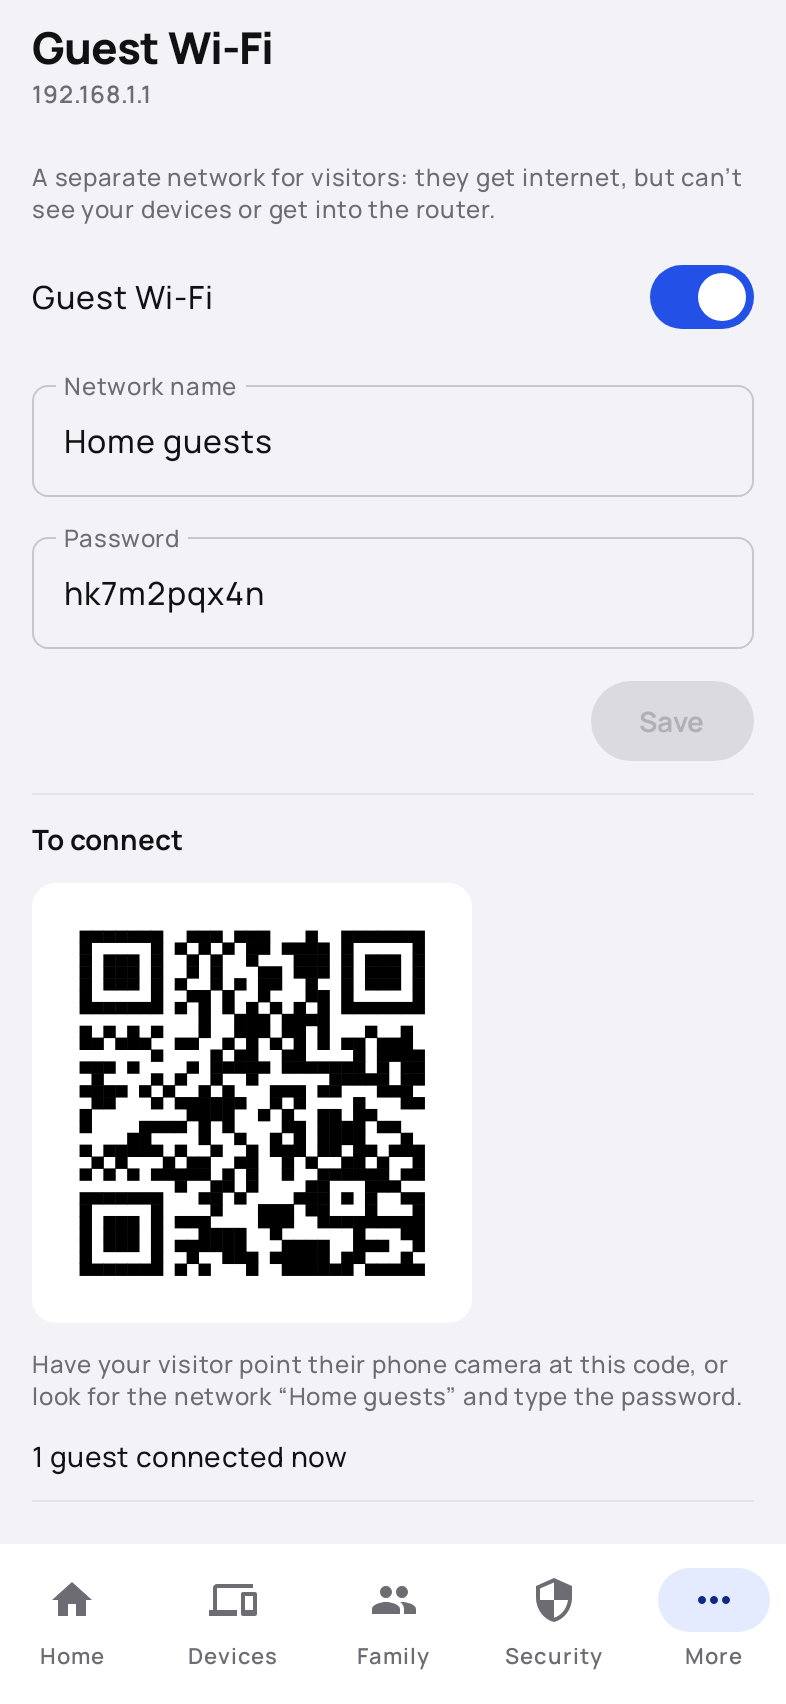 Guest Wi-Fi
192.168.1.1
A separate network for visitors: they get internet, but can’t
see your devices or get into the router.
Guest Wi-Fi
Network name
Home guests
Password
hk7m2pqx4n
Save
To connect
Have your visitor point their phone camera at this code, or
look for the network “Home guests” and type the password.
1 guest connected now
Home
Devices
Family
Security
More